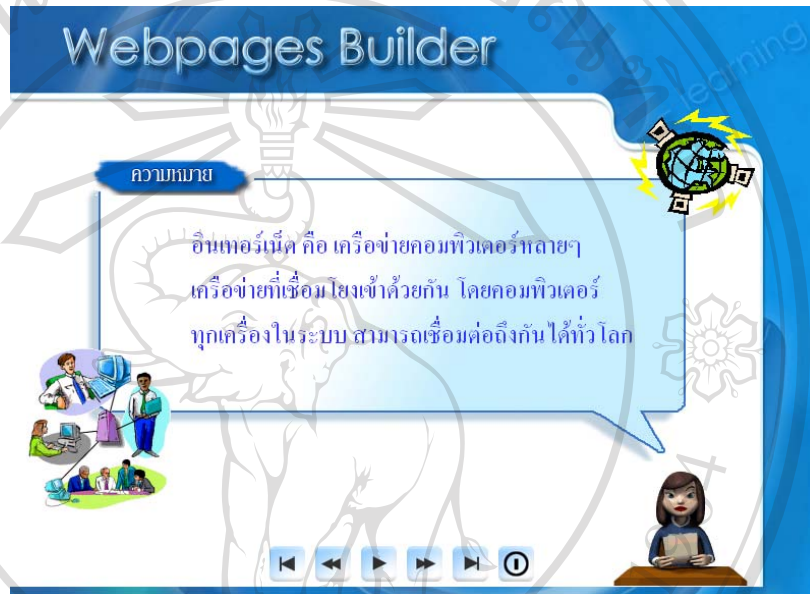 Webpages Builder
learning
ความหมาย
อินเทอร์เน็ต คือ เครือข่ายคอมพิวเตอร์หลายๆ
เครือข่ายที่เชื่อมโยงเข้าด้วยกัน โดยคอมพิวเตอร์
ทุกเครื่องในระบบ สามารถเชื่อมต่อถึงกันได้ทั่วโลก